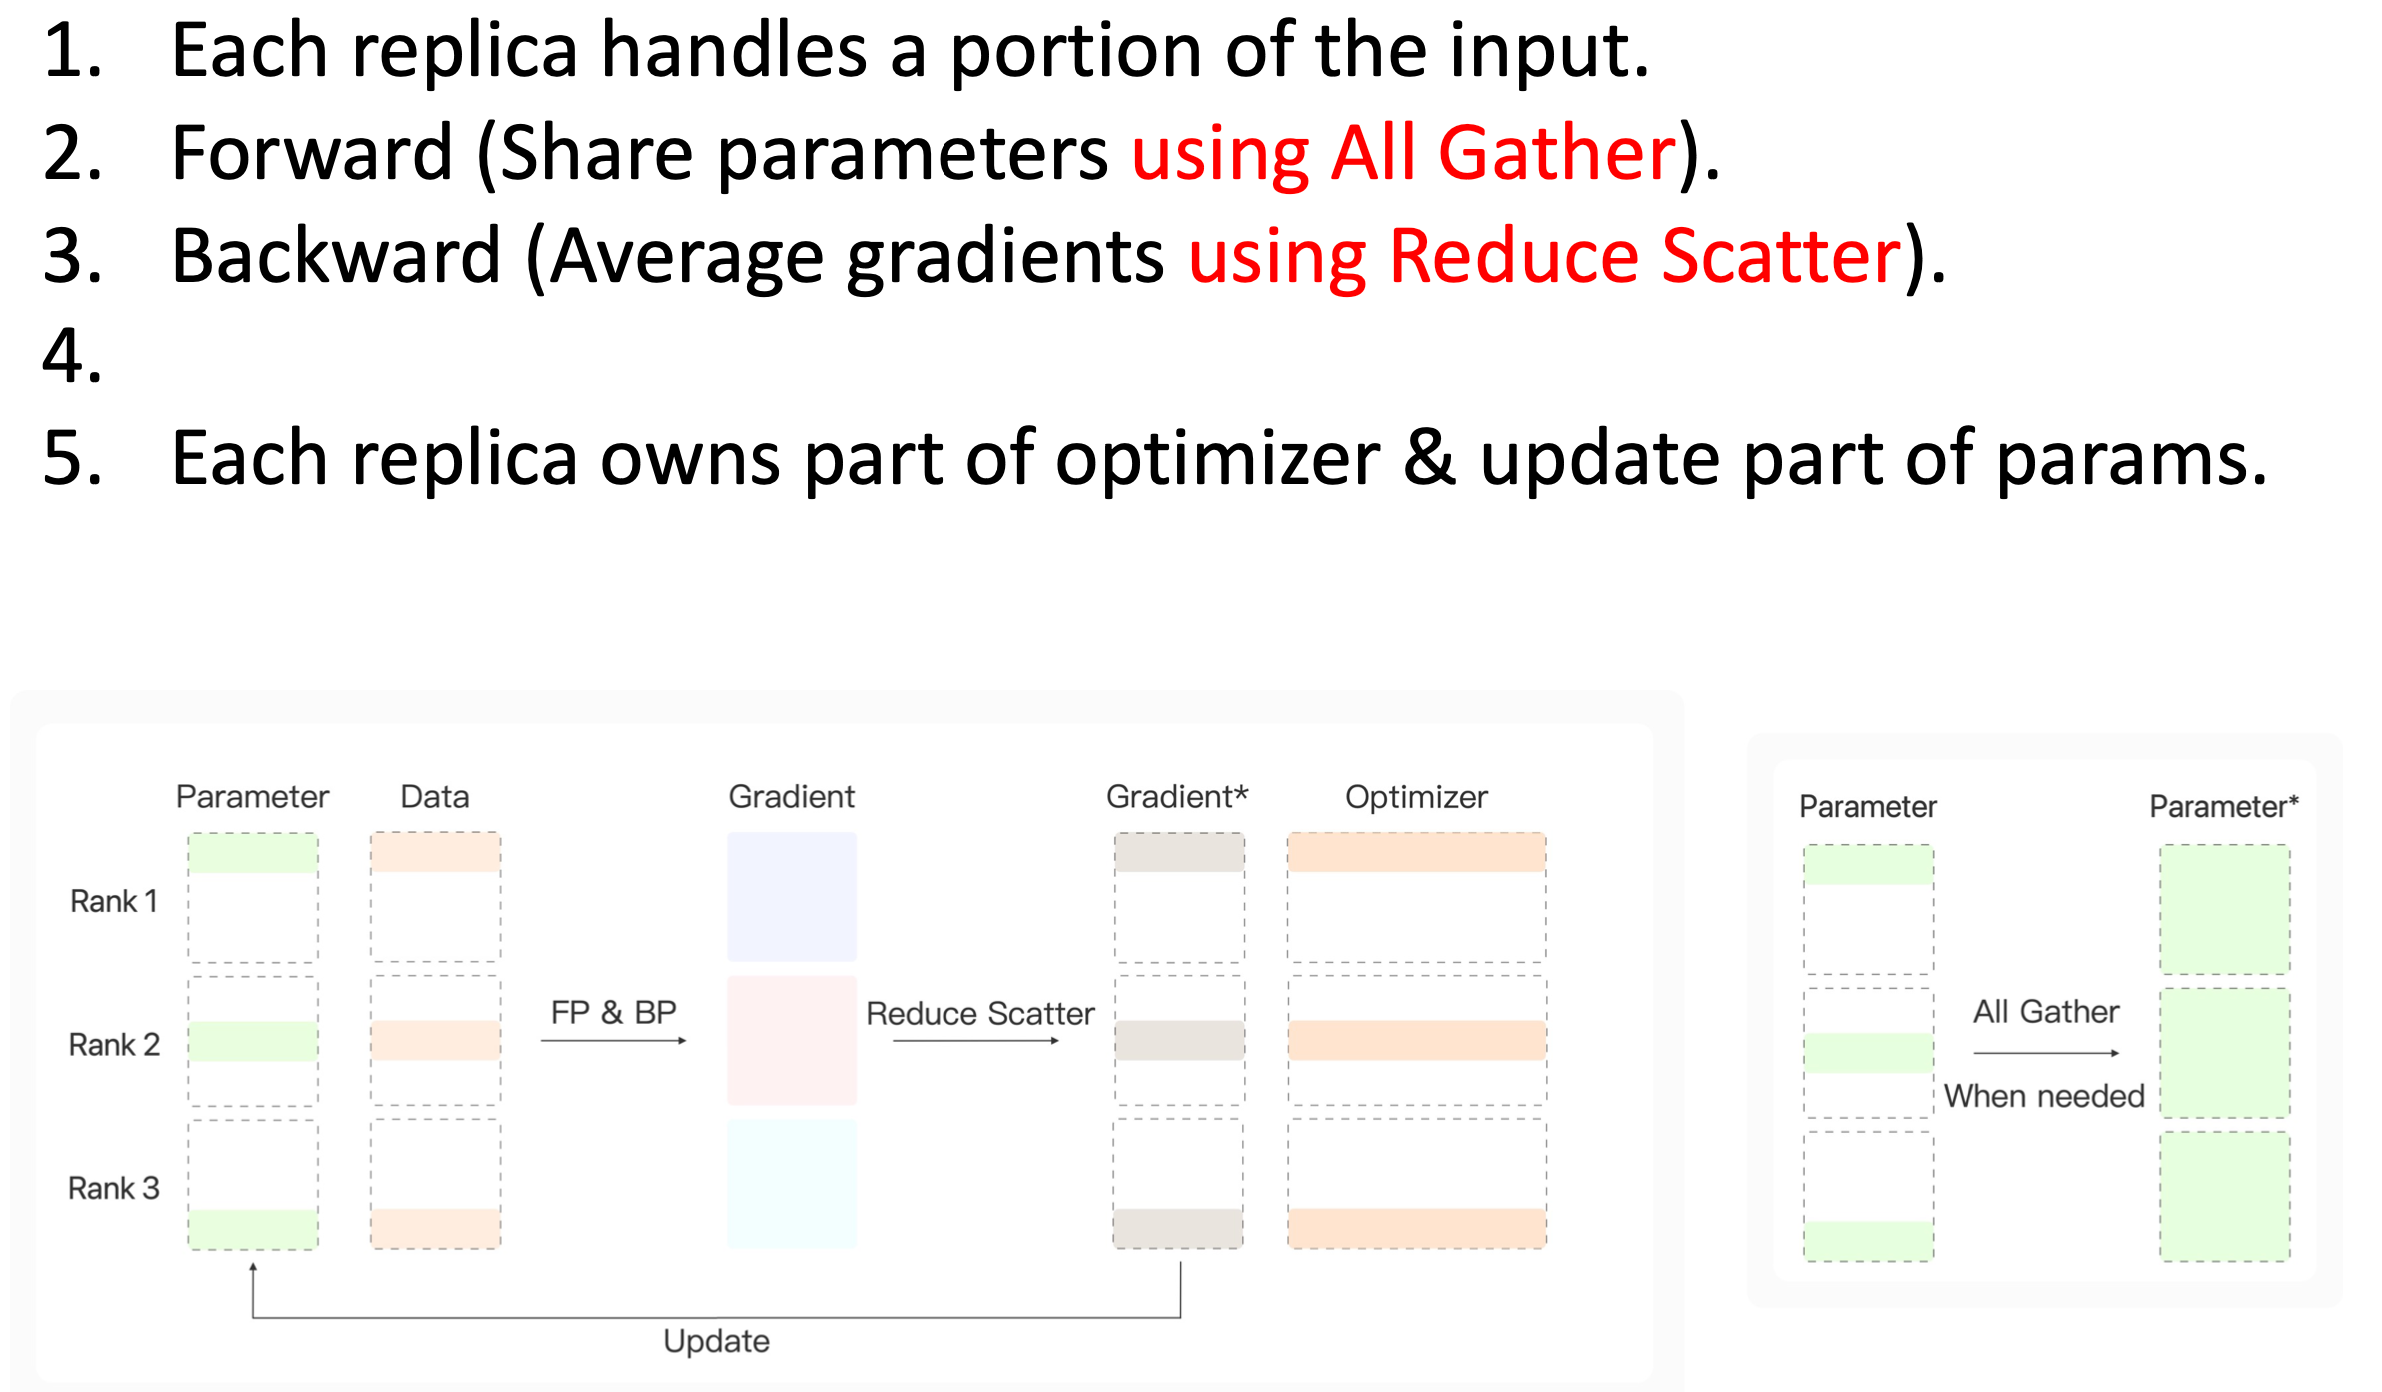 1. Each replica handles a portion of the input.
2. Forward (Share parameters using All Gather).
3. Backward (Average gradients using Reduce Scatter).
4.
5. Each replica owns part of optimizer & update part of params.
Parameter Data Gradient Gradient* Optimizer
Rank 1
Rank 2
Rank 3
FP & BP
Reduce Scatter
Update
Parameter Parameter*
All Gather
When needed